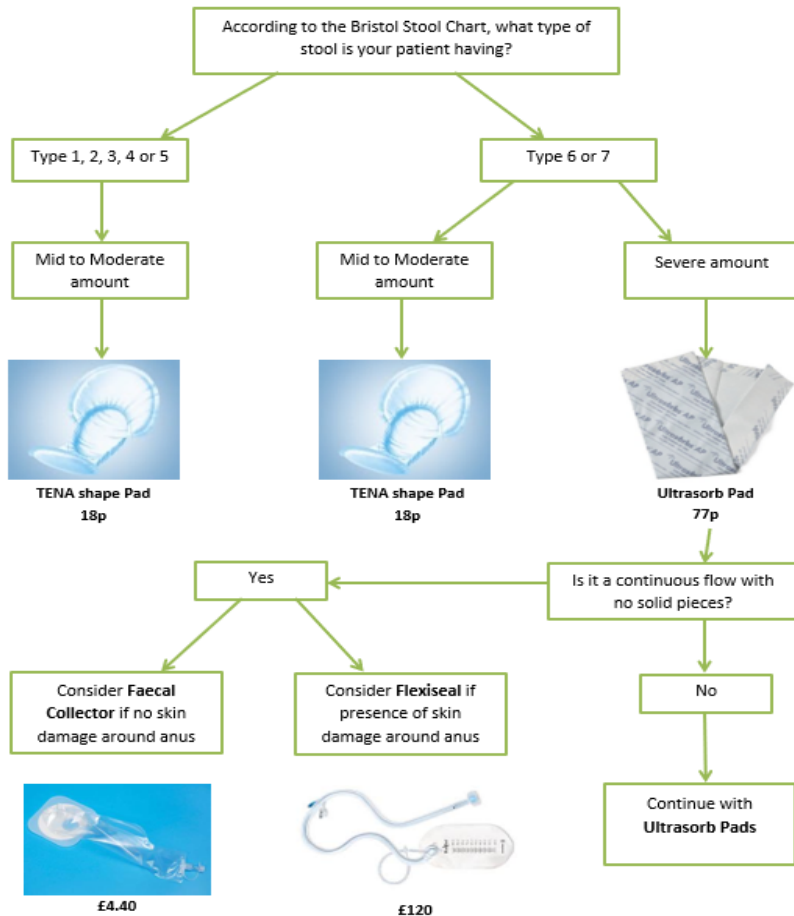 According to the Bristol Stool Chart, what type of
stool is your patient having?
Type 1, 2, 3, 4 or 5
Type 6 or 7
Mid to Moderate
amount
Mid to Moderate
amount
Severe amount
TENA shape Pad
18p
TENA shape Pad
18p
Ultrasorb Pad
77p
Yes
Is it a continuous flow with
no solid pieces?
Consider Faecal
Collector if no skin
damage around anus
Consider Flexiseal if
presence of skin
damage around anus
No
Continue with
Ultrasorb Pads
£4.40
£120